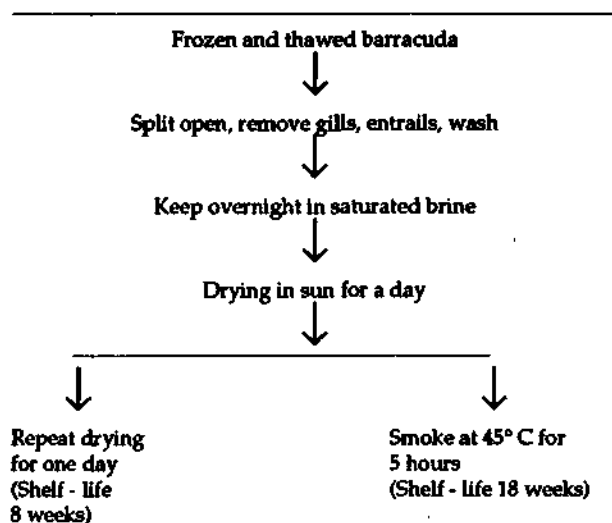 Frozen and thawed barracuda
Split open, remove gills, entrails, wash
Keep overnight in saturated brine
Drying in sun for a day
Repeat drying
for one day
(Shelf - life
8 weeks)
Smoke at 45° C for
5 hours
(Shelf - life 18 weeks)